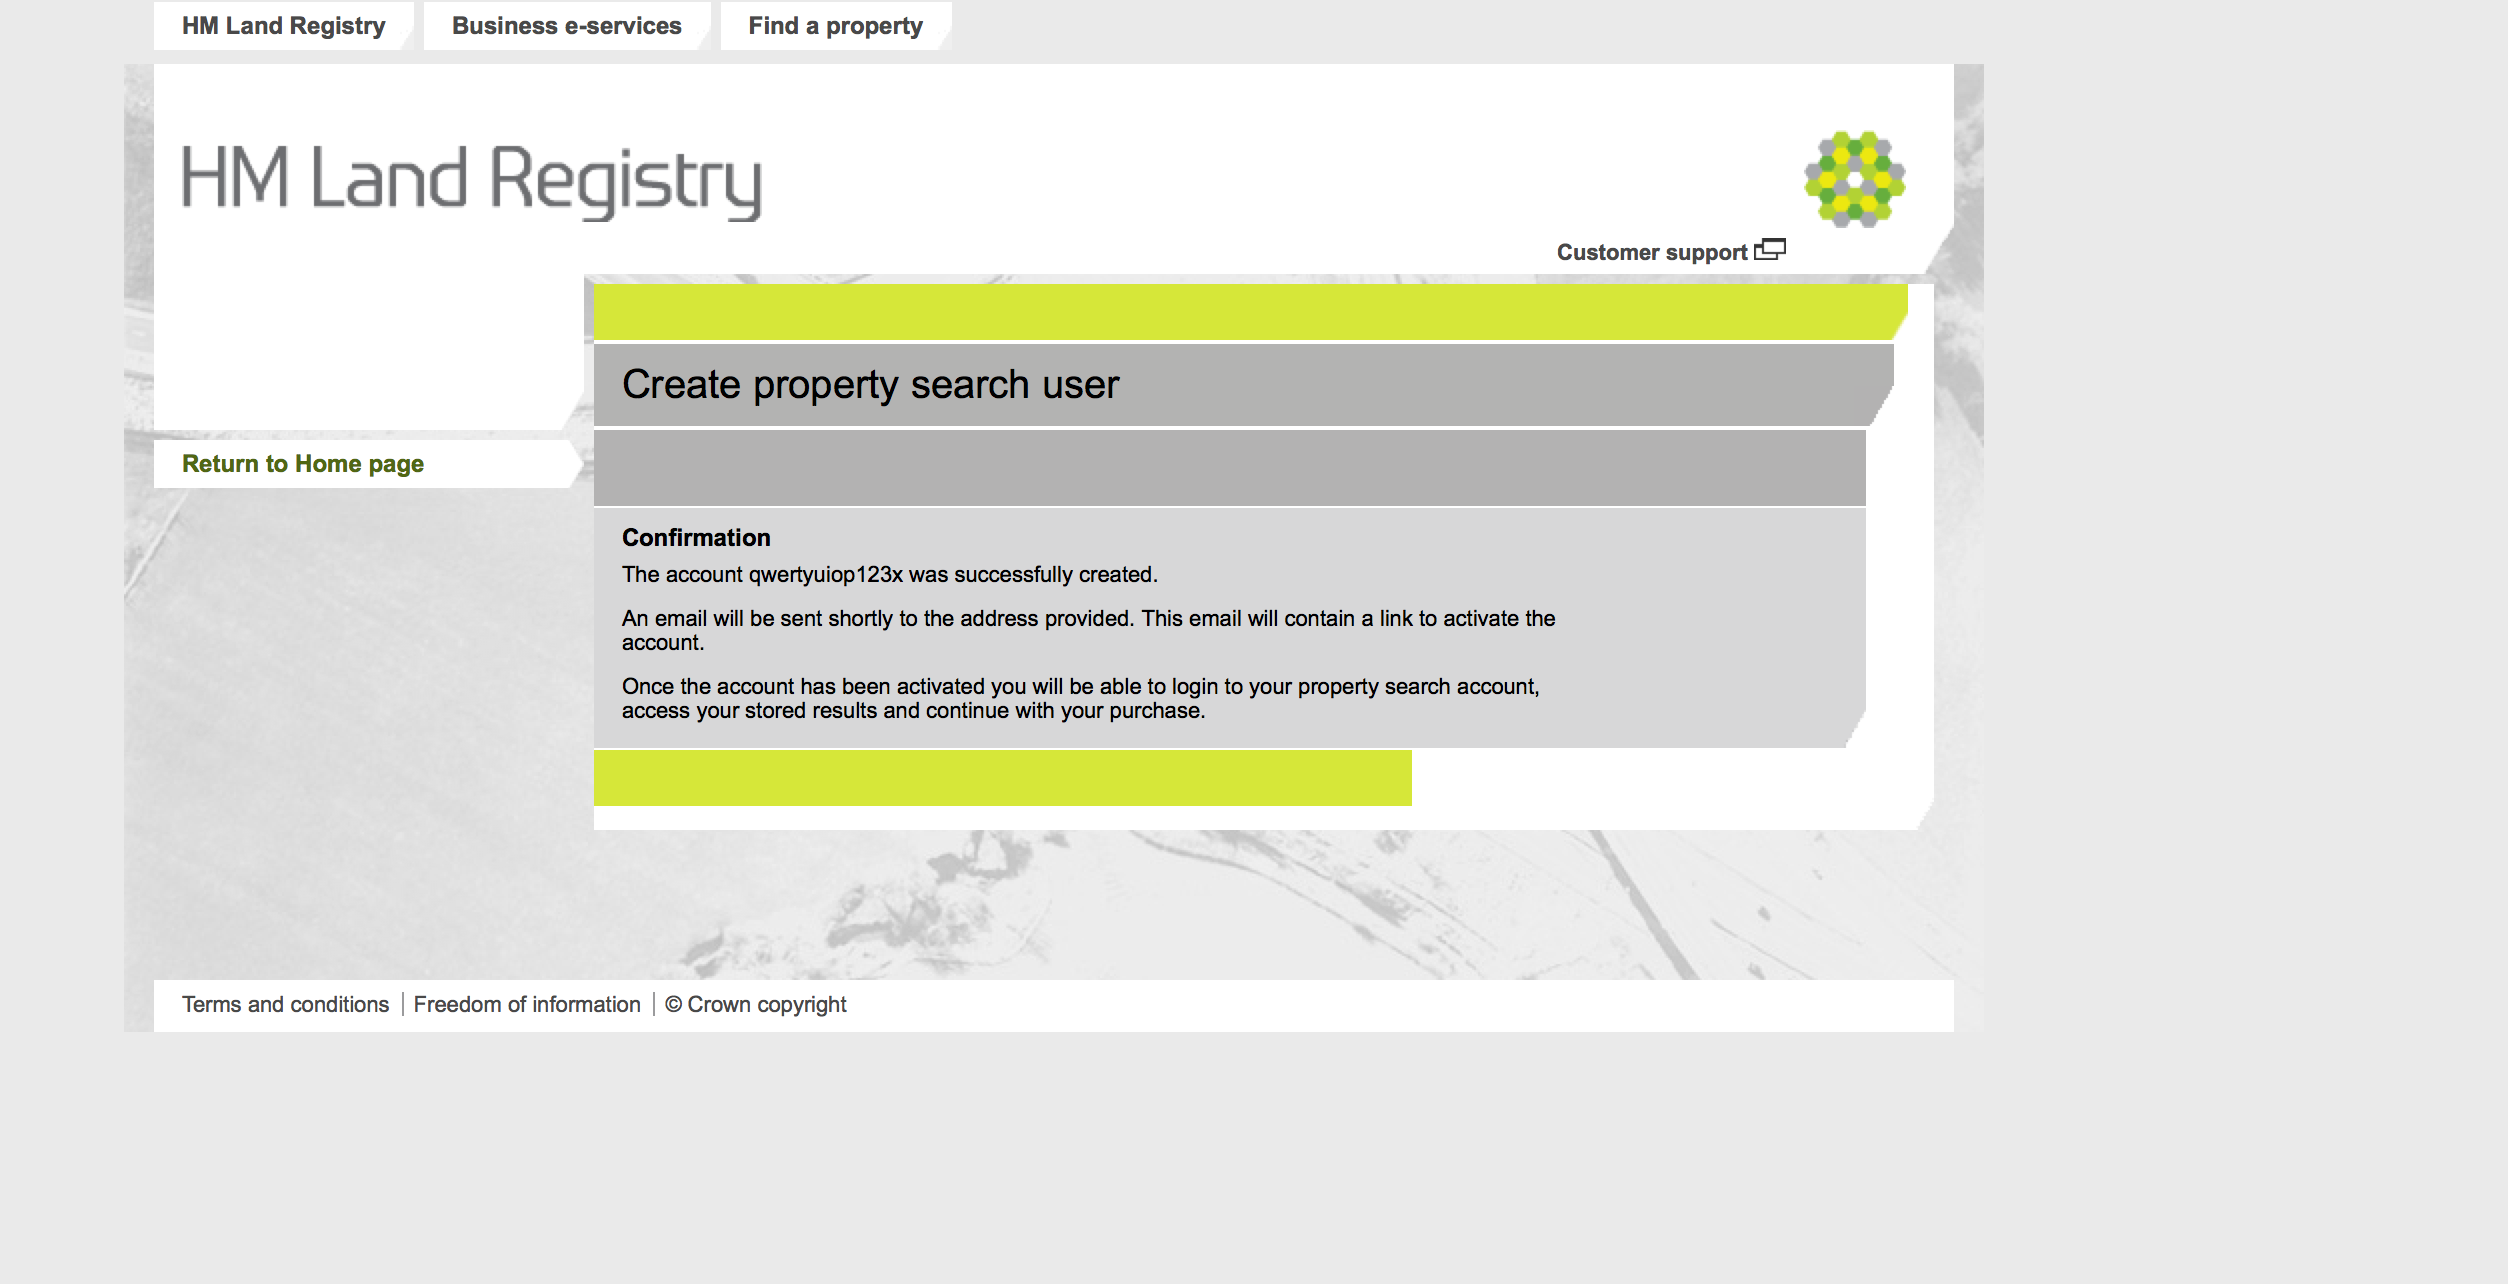 HM Land Registry
Business e-services
Find a property
HM Land Registry
Customer support
Create property search user
Return to Home page
Confirmation
The account qwertyuiop123x was successfully created.
An email will be sent shortly to the address provided. This email will contain a link to activate the
account.
Once the account has been activated you will be able to login to your property search account,
access your stored results and continue with your purchase.
Terms and conditions
Freedom of information
© Crown copyright